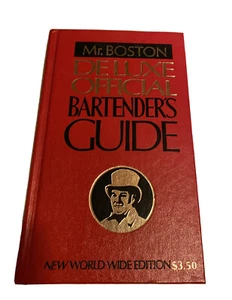 Mr. BOSTON
DELUXE
OFFICIAL
BARTENDER'S
GUIDE
NEW WORLD WIDE EDITION $3.50